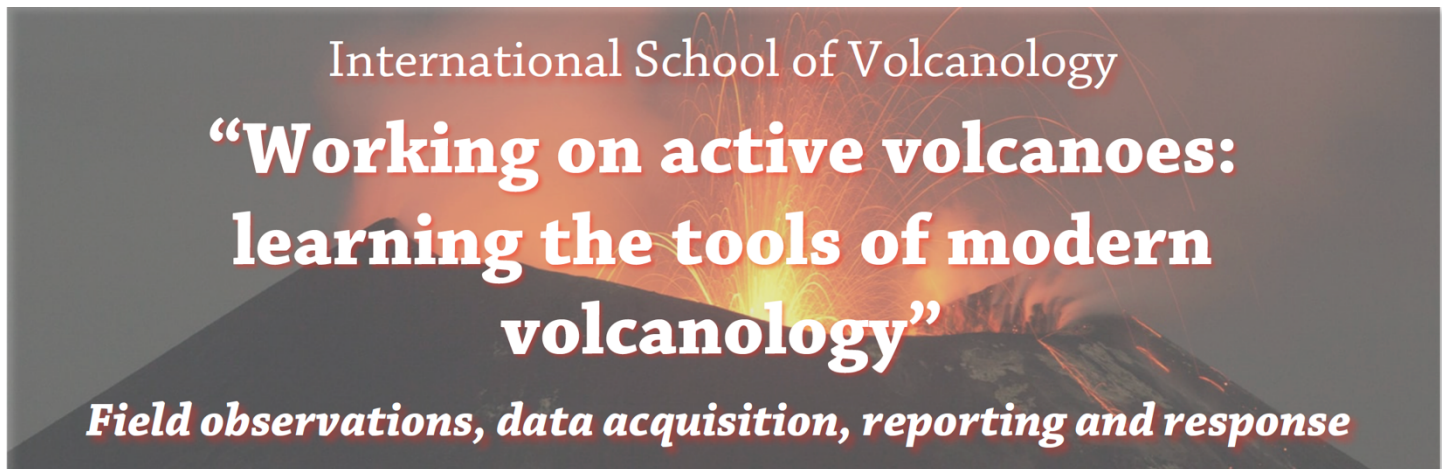 International School of Volcanology
“Working on active volcanoes:
learning the tools of modern
volcanology”
Field observations, data acquisition, reporting and response